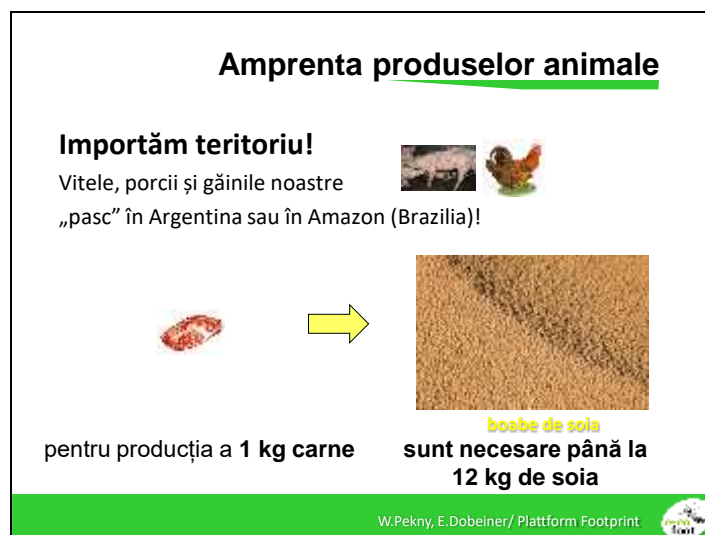 Amprenta produselor animale
Importăm teritoriu!
Vitele, porcii și găinile noastre
„pasc” în Argentina sau în Amazon (Brazilia)!
boabe de soia
pentru producția a 1 kg carne
sunt necesare până la
12 kg de soia
W.Pekny, E.Dobeiner/ Plattform Footprint
foot